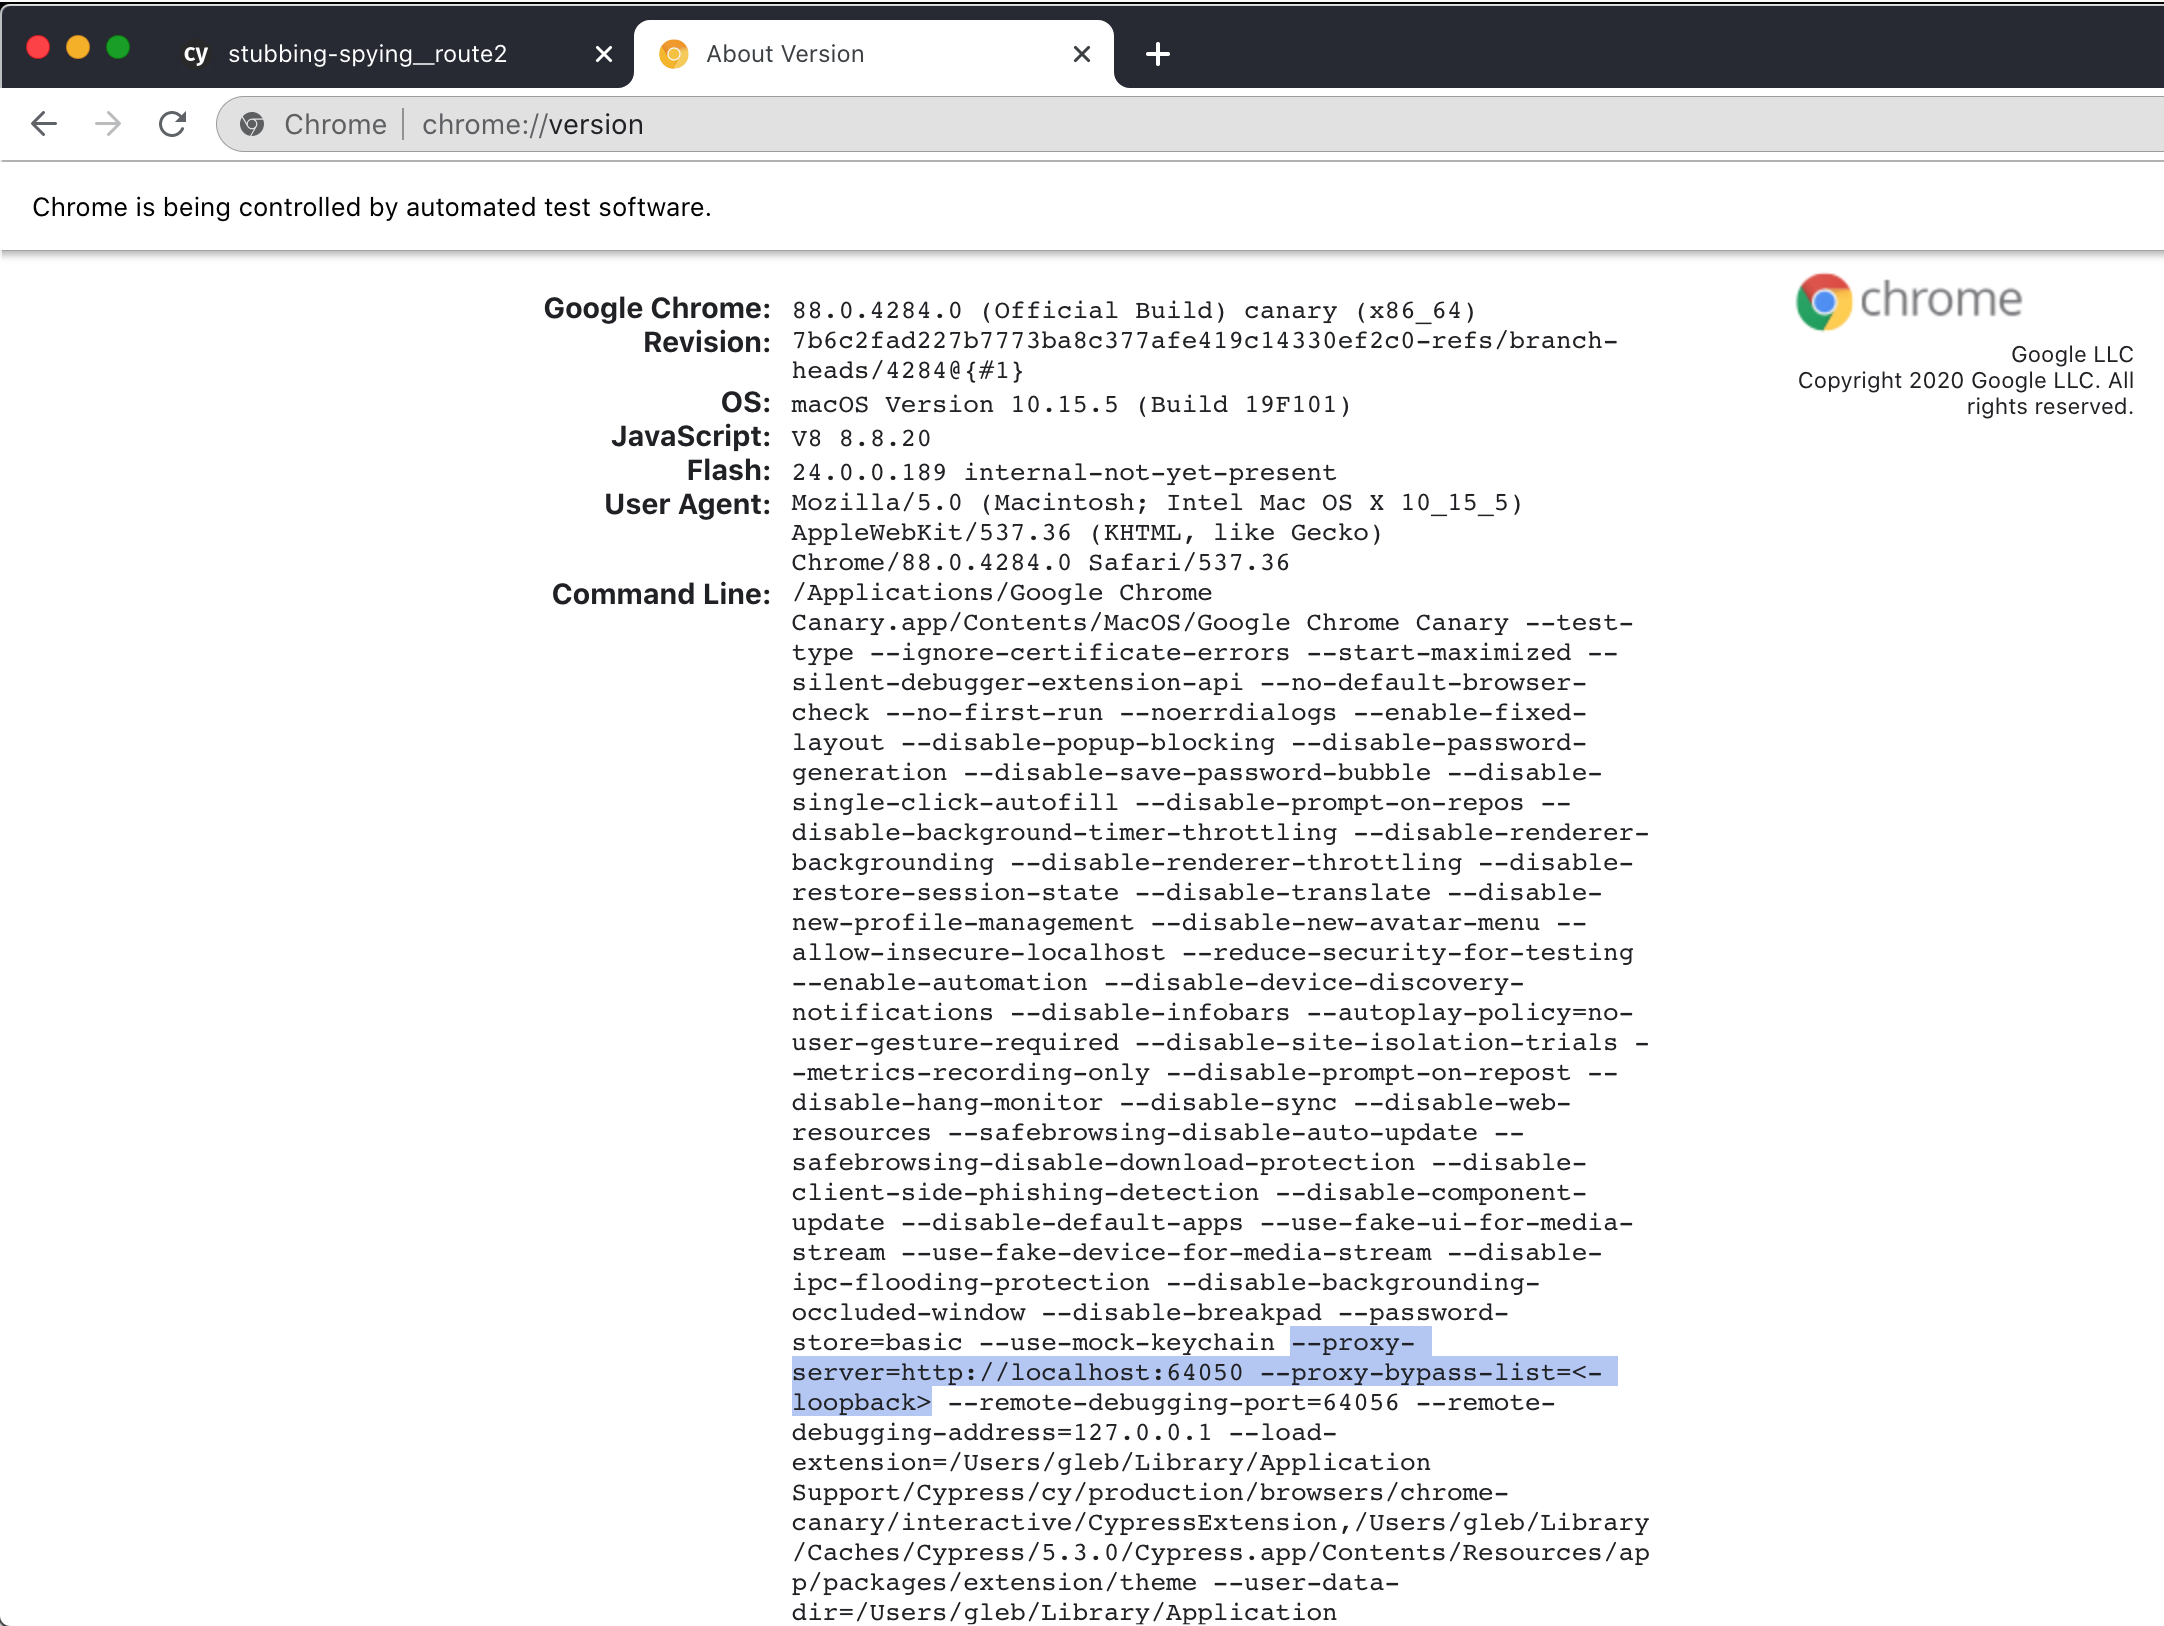 cy stubbing-spying__route2
About Version
Chrome
chrome://version
Chrome is being controlled by automated test software.
chrome
Google LLC
Copyright 2020 Google LLC. All
rights reserved.
Google Chrome: 88.0.4284.0 (Official Build) canary (x86_64)
Revision: 7b6c2fad227b7773ba8c377afe419c14330ef2c0-refs/branch-
heads/4284@{#1}
OS: macOS Version 10.15.5 (Build 19F101)
JavaScript: V8 8.8.20
Flash: 24.0.0.189 internal-not-yet-present
User Agent: Mozilla/5.0 (Macintosh; Intel Mac OS X 10_15_5)
AppleWebKit/537.36 (KHTML, like Gecko)
Chrome/88.0.4284.0 Safari/537.36
Command Line: /Applications/Google Chrome
Canary.app/Contents/MacOS/Google Chrome Canary --test-
type --ignore-certificate-errors --start-maximized --
silent-debugger-extension-api --no-default-browser-
check --no-first-run --noerrdialogs --enable-fixed-
layout --disable-popup-blocking --disable-password-
generation --disable-save-password-bubble --disable-
single-click-autofill --disable-prompt-on-repos --
disable-background-timer-throttling --disable-renderer-
backgrounding --disable-renderer-throttling --disable-
restore-session-state --disable-translate --disable-
new-profile-management --disable-new-avatar-menu --
allow-insecure-localhost --reduce-security-for-testing
--enable-automation --disable-device-discovery-
notifications --disable-infobars --autoplay-policy=no-
user-gesture-required --disable-site-isolation-trials -
-metrics-recording-only --disable-prompt-on-repost --
disable-hang-monitor --disable-sync --disable-web-
resources --safebrowsing-disable-auto-update --
safebrowsing-disable-download-protection --disable-
client-side-phishing-detection --disable-component-
update --disable-default-apps --use-fake-ui-for-media-
stream --use-fake-device-for-media-stream --disable-
ipc-flooding-protection --disable-backgrounding-
occluded-window --disable-breakpad --password-
store=basic --use-mock-keychain --proxy-
server=http://localhost:64050 --proxy-bypass-list=<-
loopback> --remote-debugging-port=64056 --remote-
debugging-address=127.0.0.1 --load-
extension=/Users/gleb/Library/Application
Support/Cypress/cy/production/browsers/chrome-
canary/interactive/CypressExtension,/Users/gleb/Library
/Caches/Cypress/5.3.0/Cypress.app/Contents/Resources/ap
p/packages/extension/theme --user-data-
dir=/Users/gleb/Library/Application